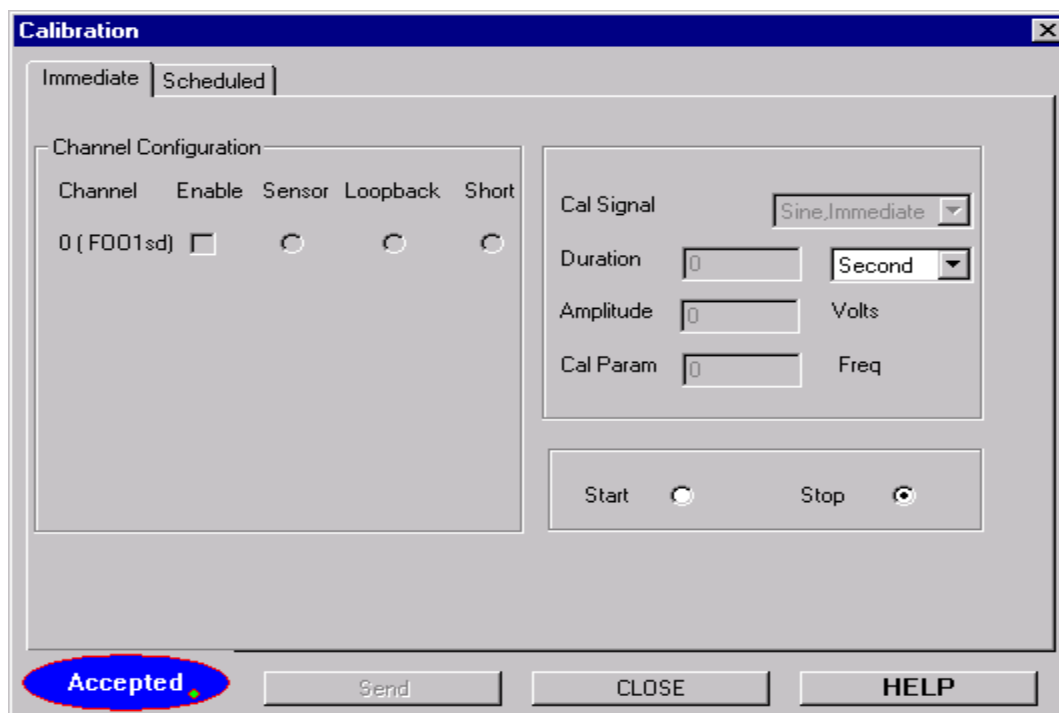 Calibration
Immediate Scheduled
Channel Configuration
Channel Enable Sensor Loopback Short
0 ( F001sd)
Cal Signal Sine,Immediate
Duration 0 Second
Amplitude 0 Volts
Cal Param 0 Freq
Start Stop
Accepted Send CLOSE HELP